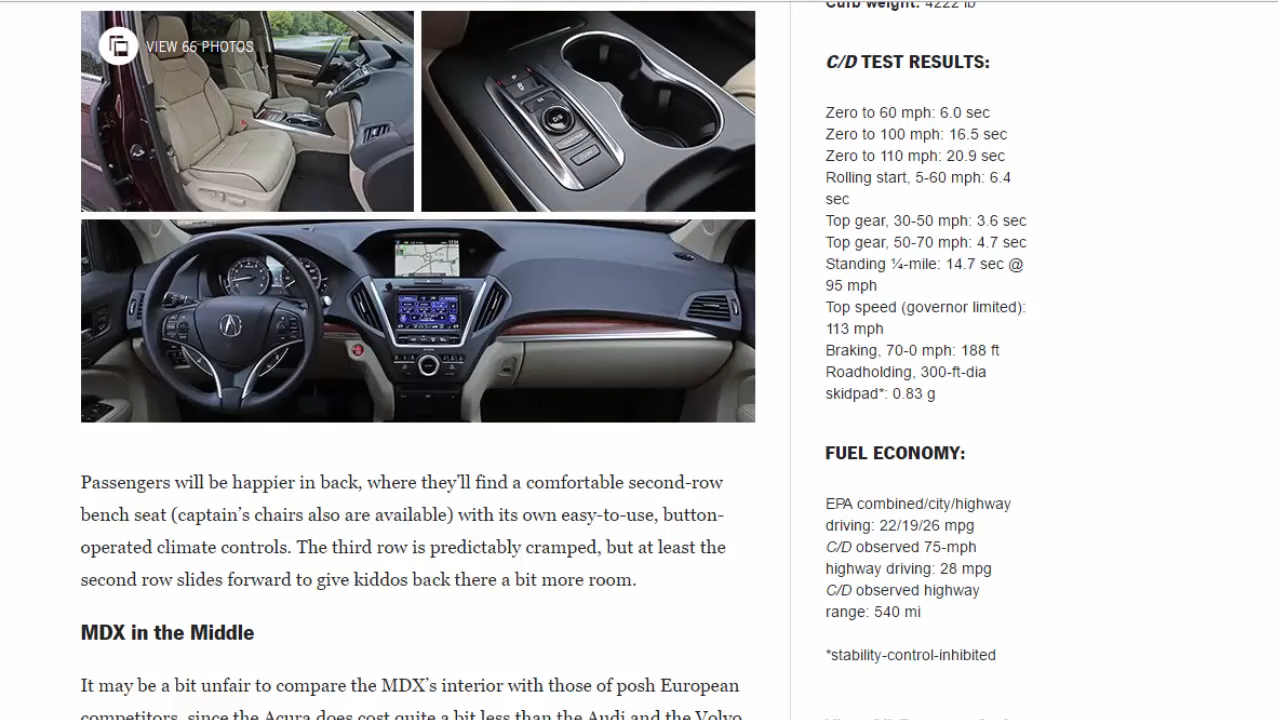 VIEW 66 PHOTOS
Passengers will be happier in back, where they’ll find a comfortable second-row
bench seat (captain’s chairs also are available) with its own easy-to-use, button-
operated climate controls. The third row is predictably cramped, but at least the
second row slides forward to give kiddos back there a bit more room.
MDX in the Middle
It may be a bit unfair to compare the MDX’s interior with those of posh European
competitors, since the Acura does cost quite a bit less than the Audi and the Volvo
Curb weight: 4222 lb
C/D TEST RESULTS:
Zero to 60 mph: 6.0 sec
Zero to 100 mph: 16.5 sec
Zero to 110 mph: 20.9 sec
Rolling start, 5-60 mph: 6.4
sec
Top gear, 30-50 mph: 3.6 sec
Top gear, 50-70 mph: 4.7 sec
Standing ¼-mile: 14.7 sec @
95 mph
Top speed (governor limited):
113 mph
Braking, 70-0 mph: 188 ft
Roadholding, 300-ft-dia
skidpad*: 0.83 g
FUEL ECONOMY:
EPA combined/city/highway
driving: 22/19/26 mpg
C/D observed 75-mph
highway driving: 28 mpg
C/D observed highway
range: 540 mi
*stability-control-inhibited